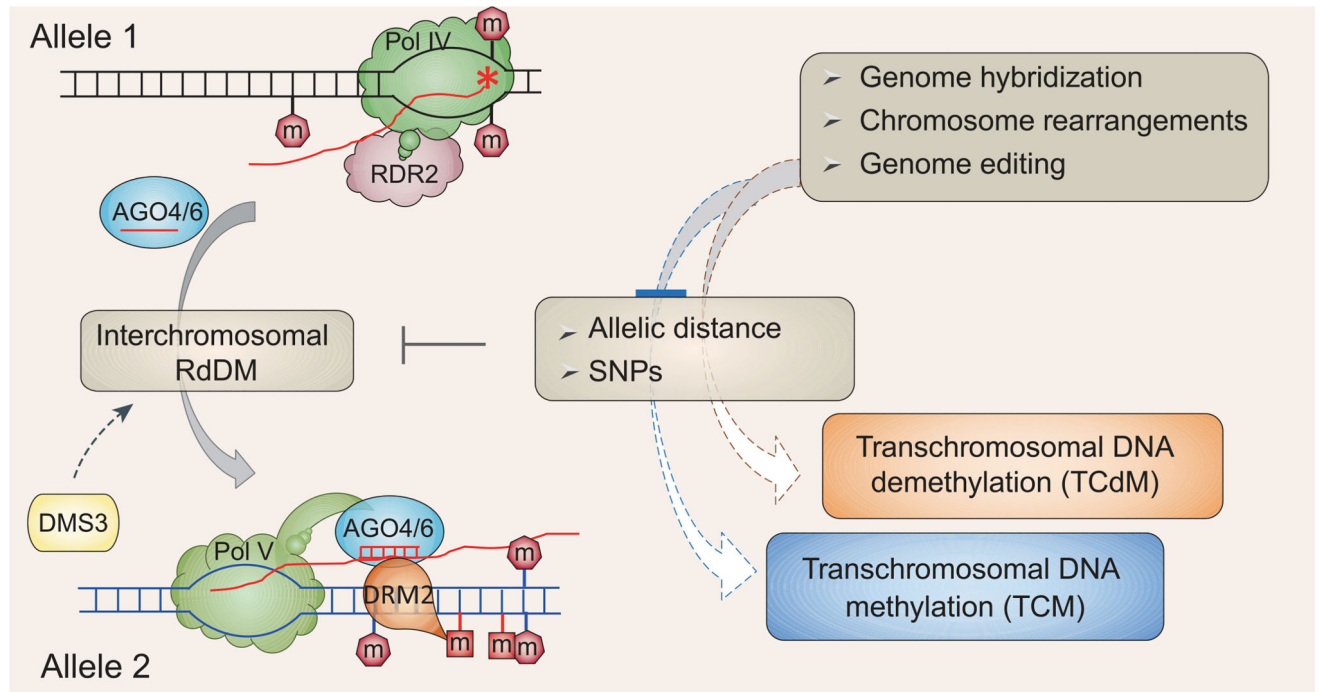 Allele 1
Pol IV
m
*
m
m
RDR2
AGO4/6
Interchromosomal
RdDM
DMS3
Pol V
AGO4/6
DRM2
m
m
m
m
m
Allele 2
Genome hybridization
Chromosome rearrangements
Genome editing
Allelic distance
SNPs
Transchromosomal DNA
demethylation (TCdM)
Transchromosomal DNA
methylation (TCM)